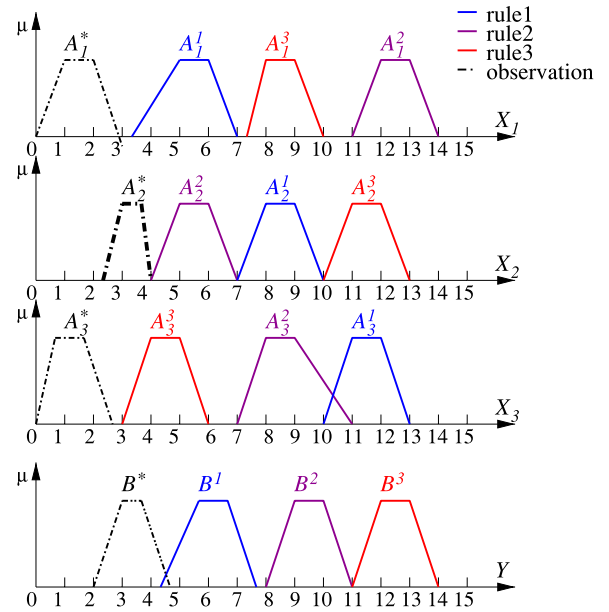 rule1
rule2
rule3
observation
μ A₁* A₁¹ A₁³ A₁² X₁
0 1 2 3 4 5 6 7 8 9 10 11 12 13 14 15
μ A₂* A₂² A₂¹ A₂³ X₂
0 1 2 3 4 5 6 7 8 9 10 11 12 13 14 15
μ A₃* A₃³ A₃² A₃¹ X₃
0 1 2 3 4 5 6 7 8 9 10 11 12 13 14 15
μ B* B¹ B² B³ Y
0 1 2 3 4 5 6 7 8 9 10 11 12 13 14 15